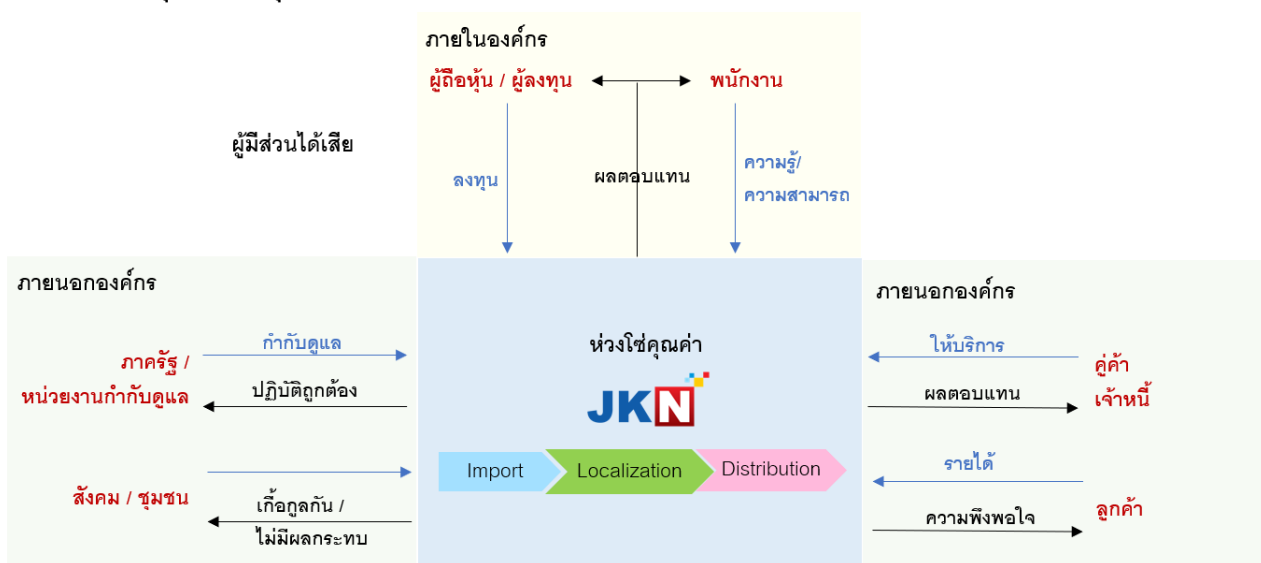 ภายในองค์กร
ผู้ถือหุ้น / ผู้ลงทุน
พนักงาน
ผู้มีส่วนได้เสีย
ลงทุน
ผลตอบแทน
ความรู้/
ความสามารถ
ภายนอกองค์กร
กำกับดูแล
ภาครัฐ /
หน่วยงานกำกับดูแล
ปฏิบัติถูกต้อง
สังคม / ชุมชน
เกื้อกูลกัน /
ไม่มีผลกระทบ
ห่วงโซ่คุณค่า
JKN
Import
Localization
Distribution
ภายนอกองค์กร
ให้บริการ
คู่ค้า
เจ้าหนี้
ผลตอบแทน
รายได้
ลูกค้า
ความพึงพอใจ